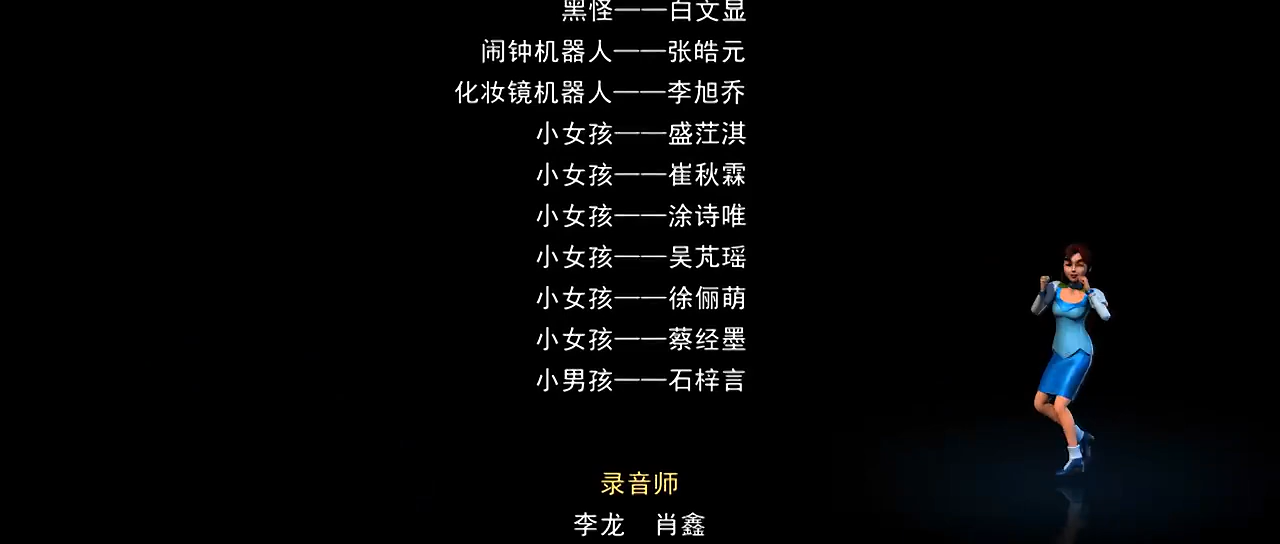 黑怪——白文显
闹钟机器人——张皓元
化妆镜机器人——李旭乔
小女孩——盛茳淇
小女孩——崔秋霖
小女孩——涂诗唯
小女孩——吴芃瑶
小女孩——徐俪萌
小女孩——蔡经墨
小男孩——石梓言
录音师
李龙　肖鑫